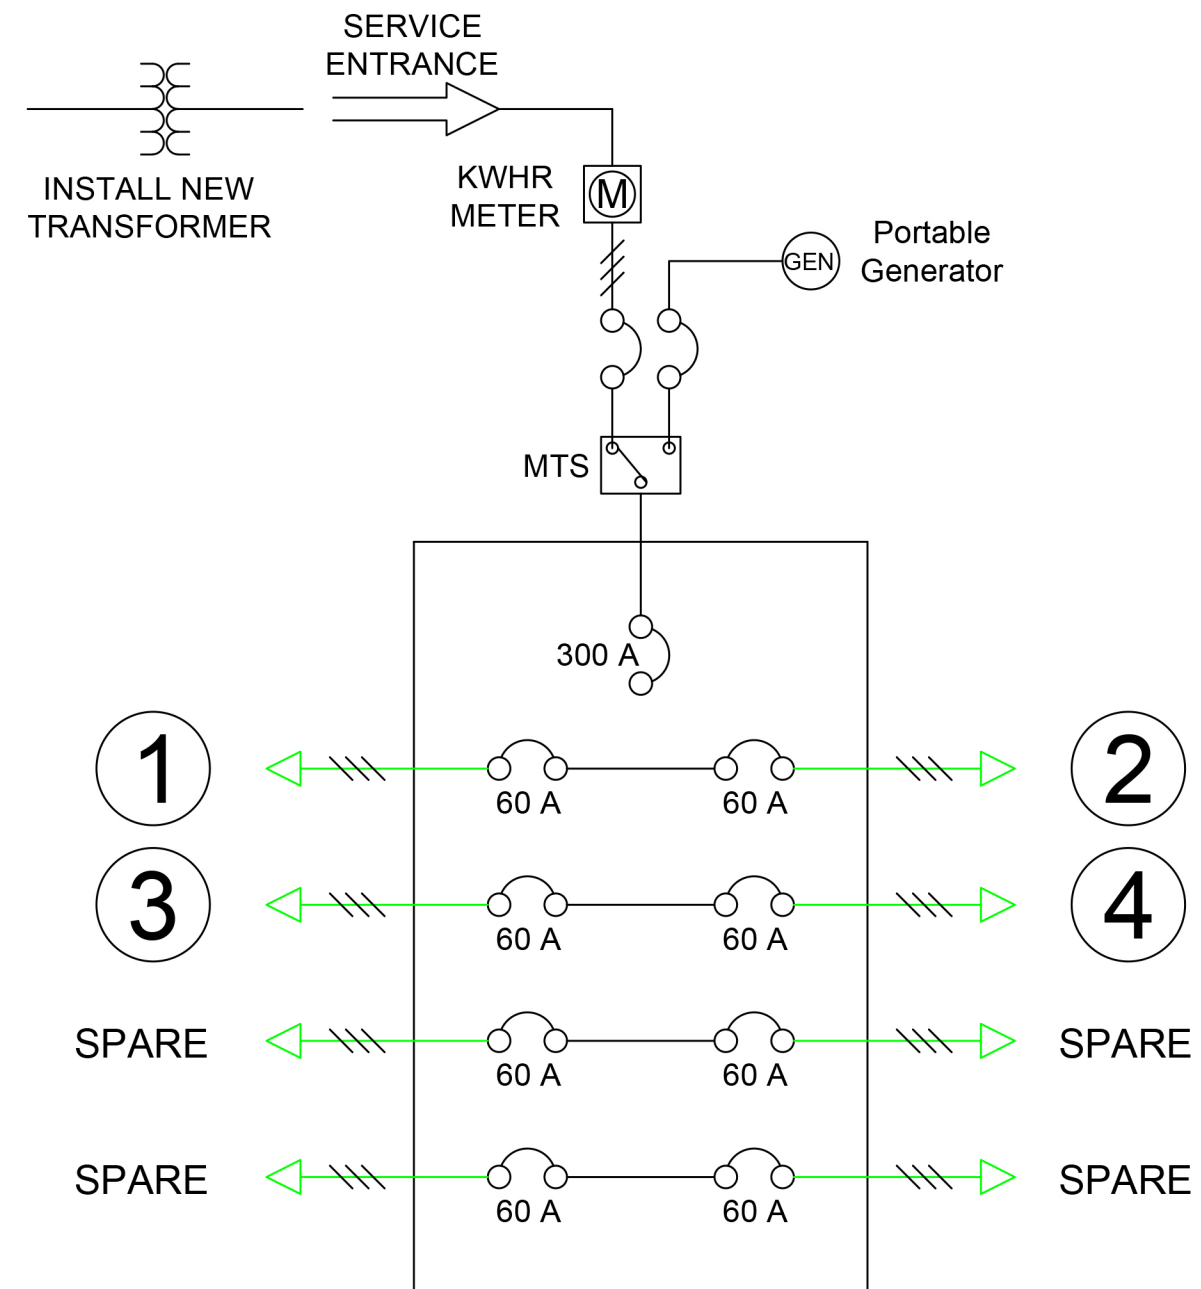 SERVICE
ENTRANCE
INSTALL NEW
TRANSFORMER
KWHR
METER
M
GEN
Portable
Generator
MTS
300 A
1
60 A
60 A
2
3
60 A
60 A
4
SPARE
60 A
60 A
SPARE
SPARE
60 A
60 A
SPARE